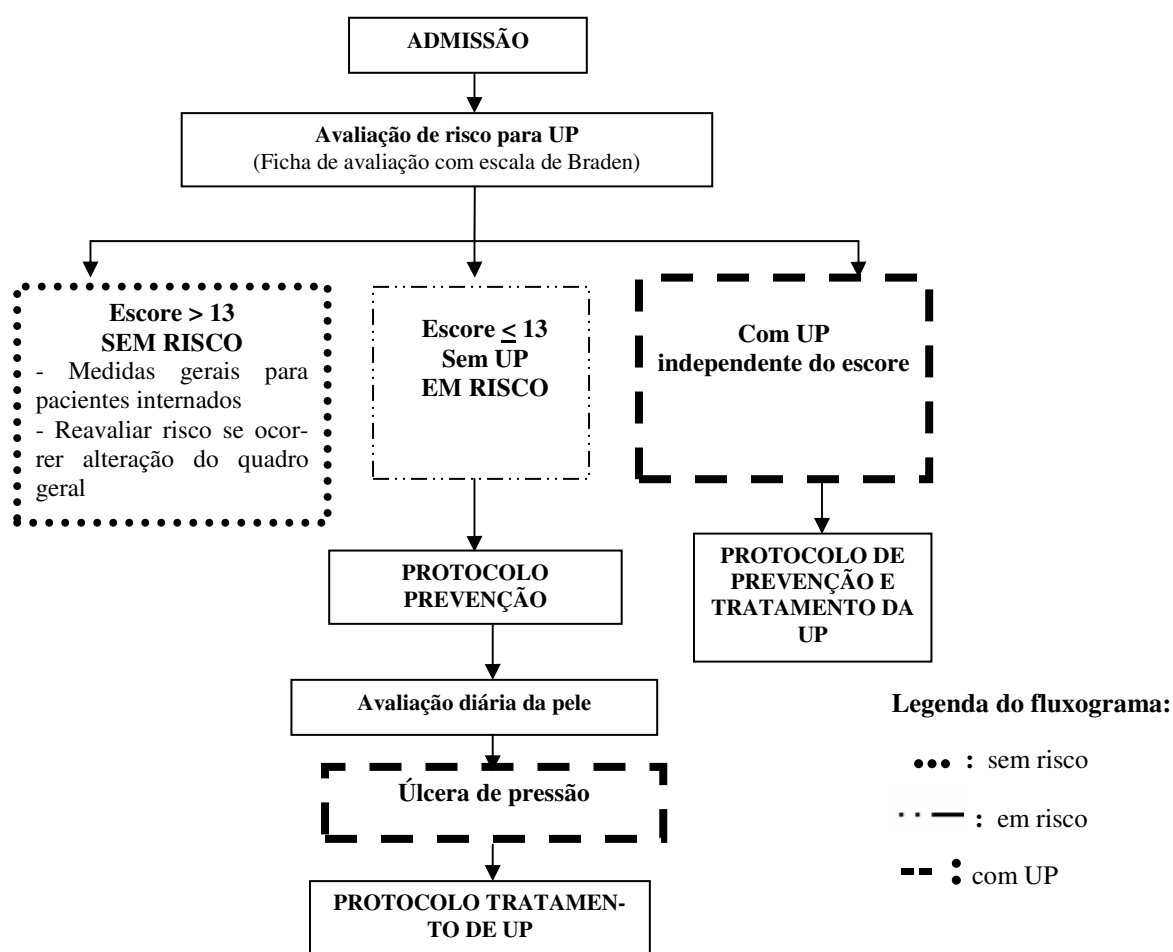 ADMISSÃO
Avaliação de risco para UP
(Ficha de avaliação com escala de Braden)
Escore > 13
SEM RISCO
- Medidas gerais para
pacientes internados
- Reavaliar risco se ocor-
rer alteração do quadro
geral
Escore ≤ 13
Sem UP
EM RISCO
Com UP
independente do escore
PROTOCOLO
PREVENÇÃO
PROTOCOLO DE
PREVENÇÃO E
TRATAMENTO DA
UP
Avaliação diária da pele
Úlcera de pressão
PROTOCOLO TRATAMEN-
TO DE UP
Legenda do fluxograma:
: sem risco
: em risco
: com UP